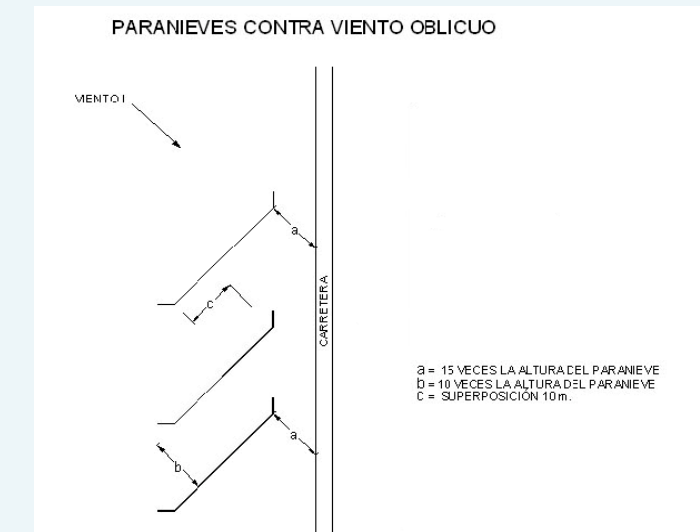 PARANIEVES CONTRA VIENTO OBLICUO
VIENTO I
a
c
CARRETERA
a = 15 VECES LA ALTURA DEL PARANIEVE
b = 10 VECES LA ALTURA DEL PARANIEVE
C = SUPERPOSICIÓN 10 m.
a
b